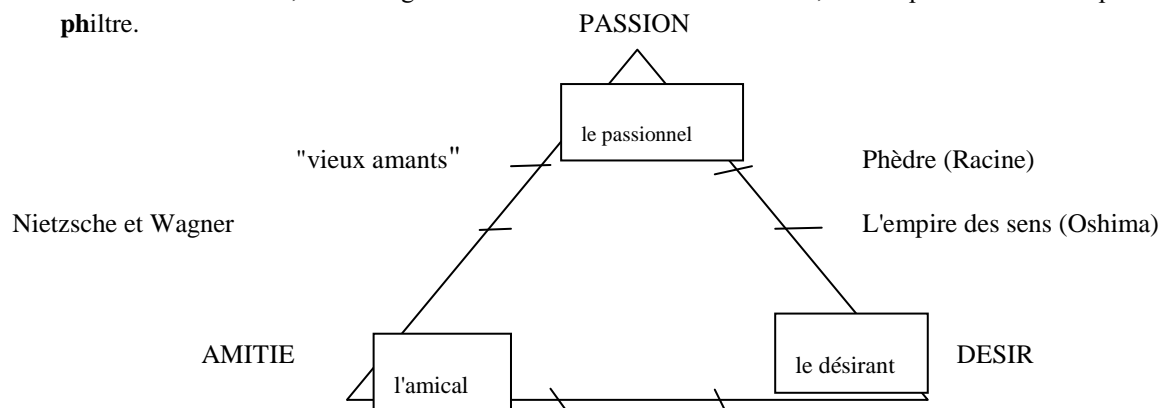 philtre.
PASSION
le passionnel
"vieux amants"
Phèdre (Racine)
Nietzsche et Wagner
L'empire des sens (Oshima)
AMITIE
l'amical
le désirant
DESIR